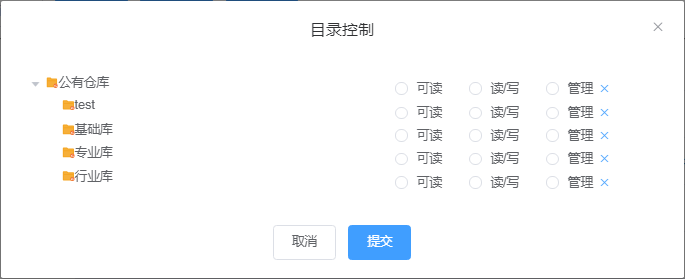 目录控制
公有仓库 可读 读/写 管理
test 可读 读/写 管理
基础库 可读 读/写 管理
专业库 可读 读/写 管理
行业库 可读 读/写 管理
取消 提交